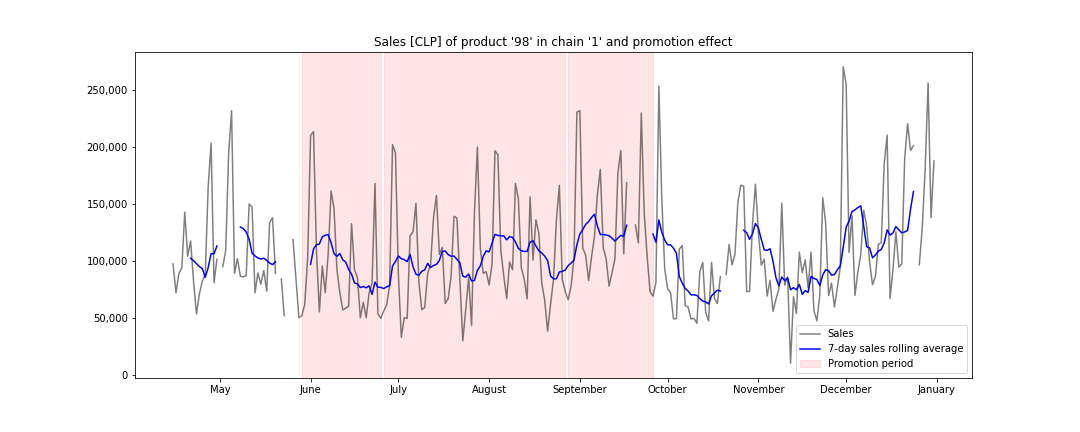 Sales [CLP] of product '98' in chain '1' and promotion effect
250,000
200,000
150,000
100,000
50,000
0
May
June
July
August
September
October
November
December
January
Sales
7-day sales rolling average
Promotion period